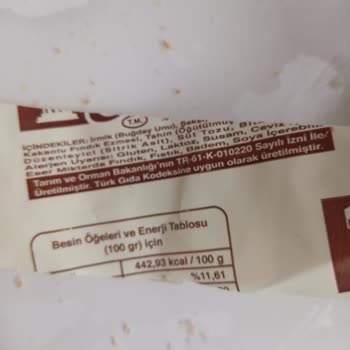 T.M.
İÇİNDEKİLER: İrmik (Buğday Unu), Şeker,
Kakaolu Fındık Ezmesi, Tahin (Öğütülmüş
Düzenleyici (Sitrik Asit), Süt Tozu,
Alerjen Uyarısı: Gluten, Laktoz, Susam, Ceviz
Eser Miktarda Fındık, Fıstık, Badem, Soya İçerebilir
Tarım ve Orman Bakanlığı'nın TR-61-K-010220 Sayılı İzni İle
Üretilmiştir. Türk Gıda Kodeksine uygun olarak üretilmiştir.
Besin Öğeleri ve Enerji Tablosu
(100 gr) için
442,93 kcal / 100 g
%11,61